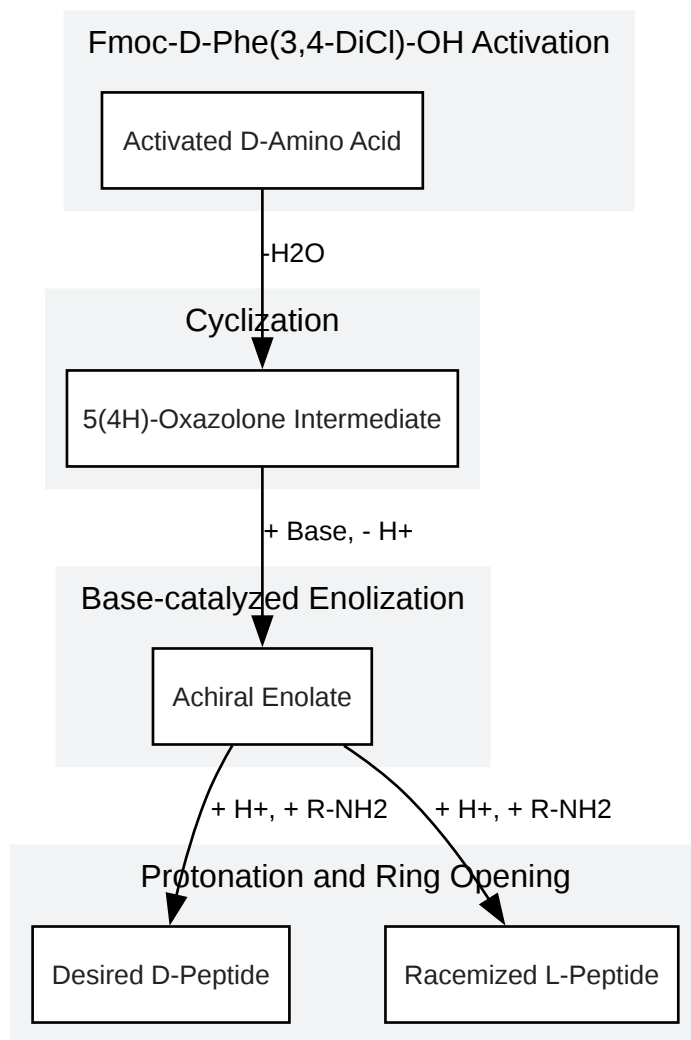 Fmoc-D-Phe(3,4-DiCl)-OH Activation
Activated D-Amino Acid
-H2O
Cyclization
5(4H)-Oxazolone Intermediate
+ Base, - H+
Base-catalyzed Enolization
Achiral Enolate
+ H+, + R-NH2
+ H+, + R-NH2
Protonation and Ring Opening
Desired D-Peptide
Racemized L-Peptide